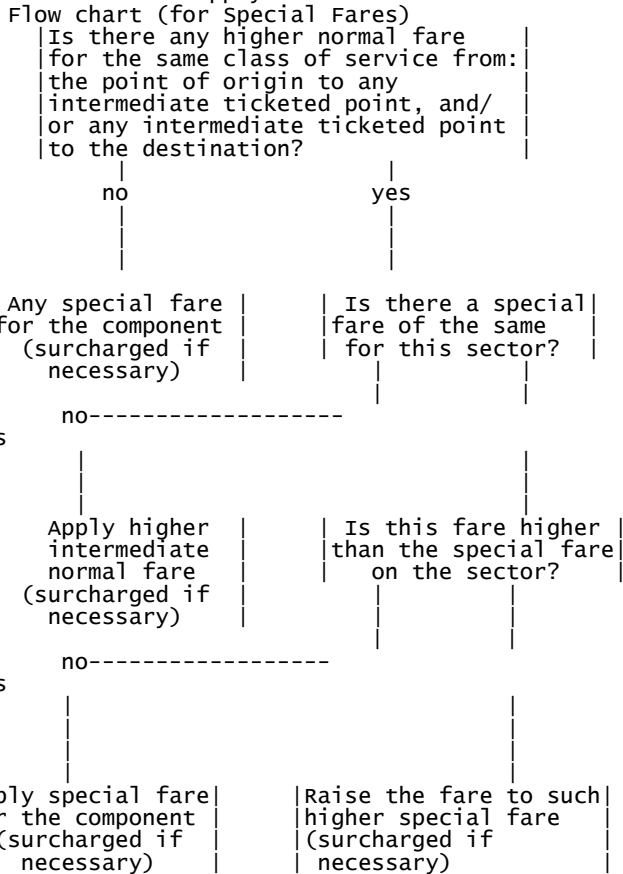 Flow chart (for Special Fares)
|Is there any higher normal fare |
|for the same class of service from:|
|the point of origin to any |
|intermediate ticketed point, and/ |
|or any intermediate ticketed point |
|to the destination? |
| |
no yes
| |
| |
| |
Any special fare | | Is there a special|
for the component | |fare of the same |
(surcharged if | | for this sector? |
necessary) | | |
| |
no-------------------
s
| |
| |
| |
Apply higher | | Is this fare higher |
intermediate | |than the special fare|
normal fare | | on the sector? |
(surcharged if | | |
necessary) | | |
| |
no------------------
s
| |
| |
| |
| |
ply special fare| |Raise the fare to such|
r the component | |higher special fare |
(surcharged if | |(surcharged if |
necessary) | | necessary) |